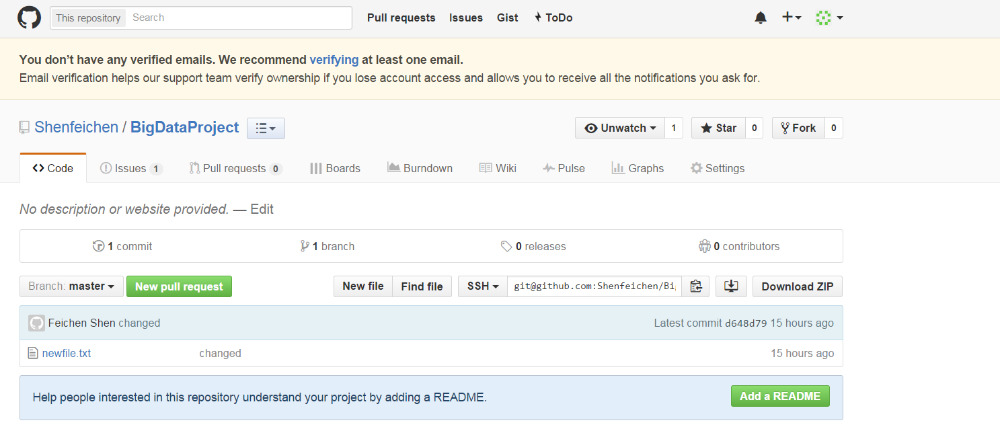 This repository Search Pull requests Issues Gist ToDo
You don’t have any verified emails. We recommend verifying at least one email.
Email verification helps our support team verify ownership if you lose account access and allows you to receive all the notifications you ask for.
Shenfeichen / BigDataProject Unwatch 1 Star 0 Fork 0
Code Issues 1 Pull requests 0 Boards Burndown Wiki Pulse Graphs Settings
No description or website provided. — Edit
1 commit 1 branch 0 releases 0 contributors
Branch: master New pull request New file Find file SSH git@github.com:Shenfeichen/Bi Download ZIP
Feichen Shen changed Latest commit d648d79 15 hours ago
newfile.txt changed 15 hours ago
Help people interested in this repository understand your project by adding a README. Add a README